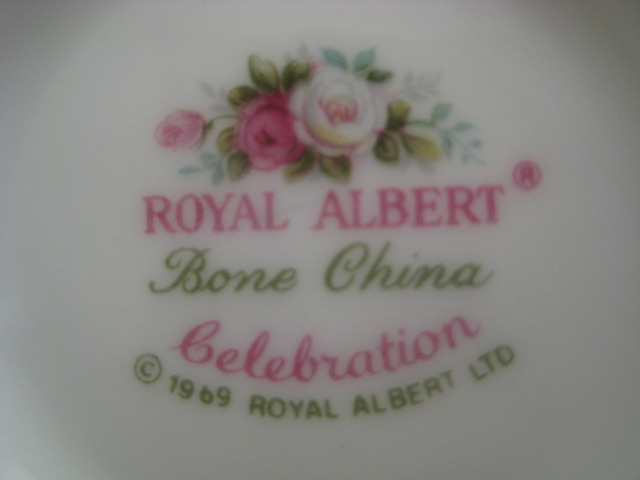 ROYAL ALBERT®
Bone China
Celebration
© 1969 ROYAL ALBERT LTD